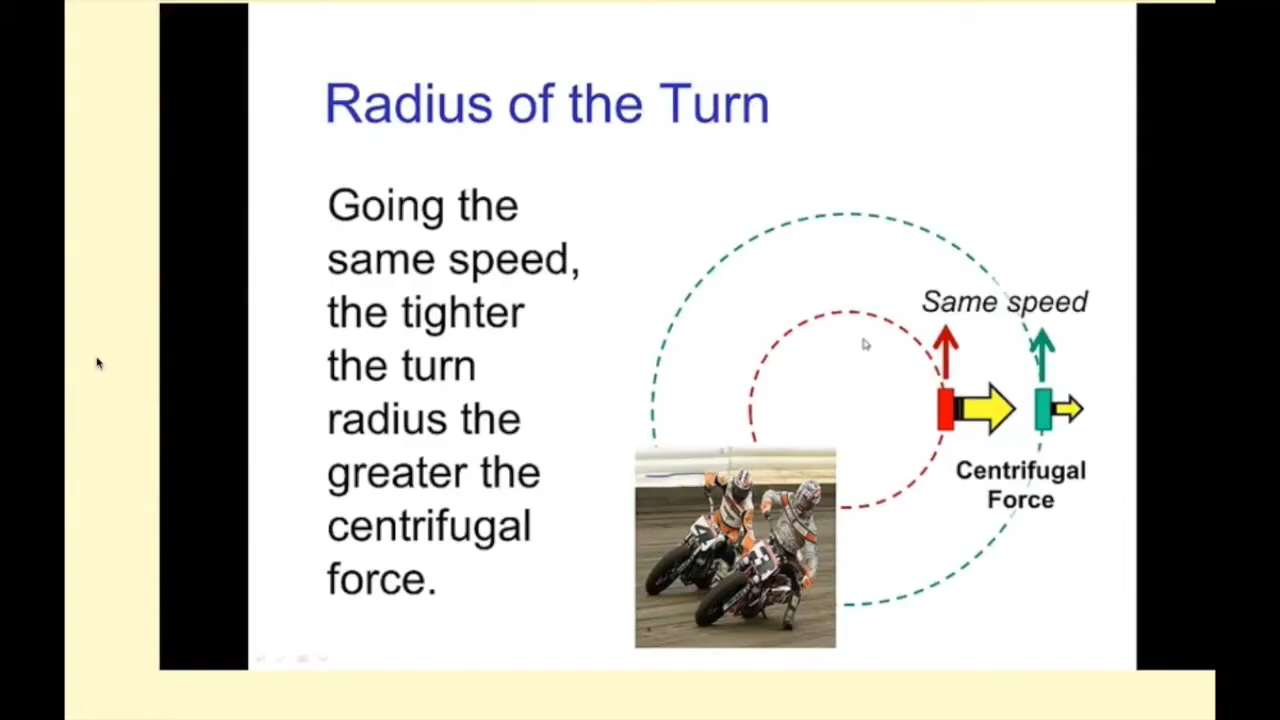 Radius of the Turn
Going the
same speed,
the tighter
the turn
radius the
greater the
centrifugal
force.
Same speed
Centrifugal
Force